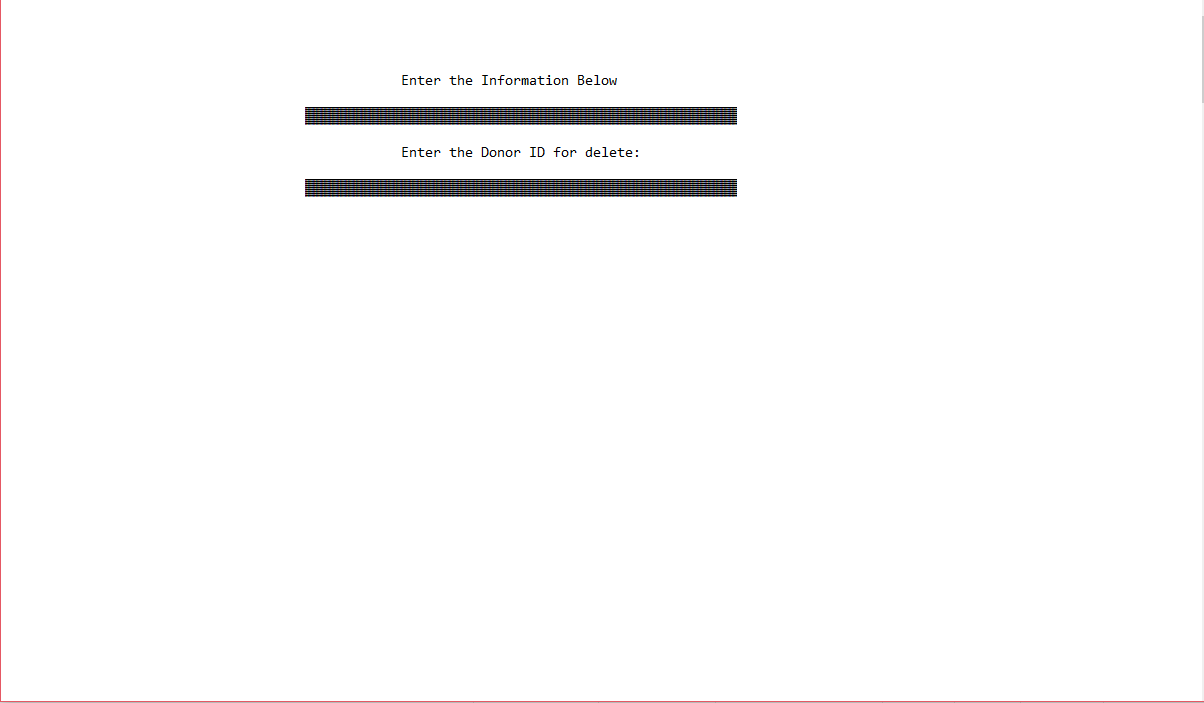 Enter the Information Below
Enter the Donor ID for delete: